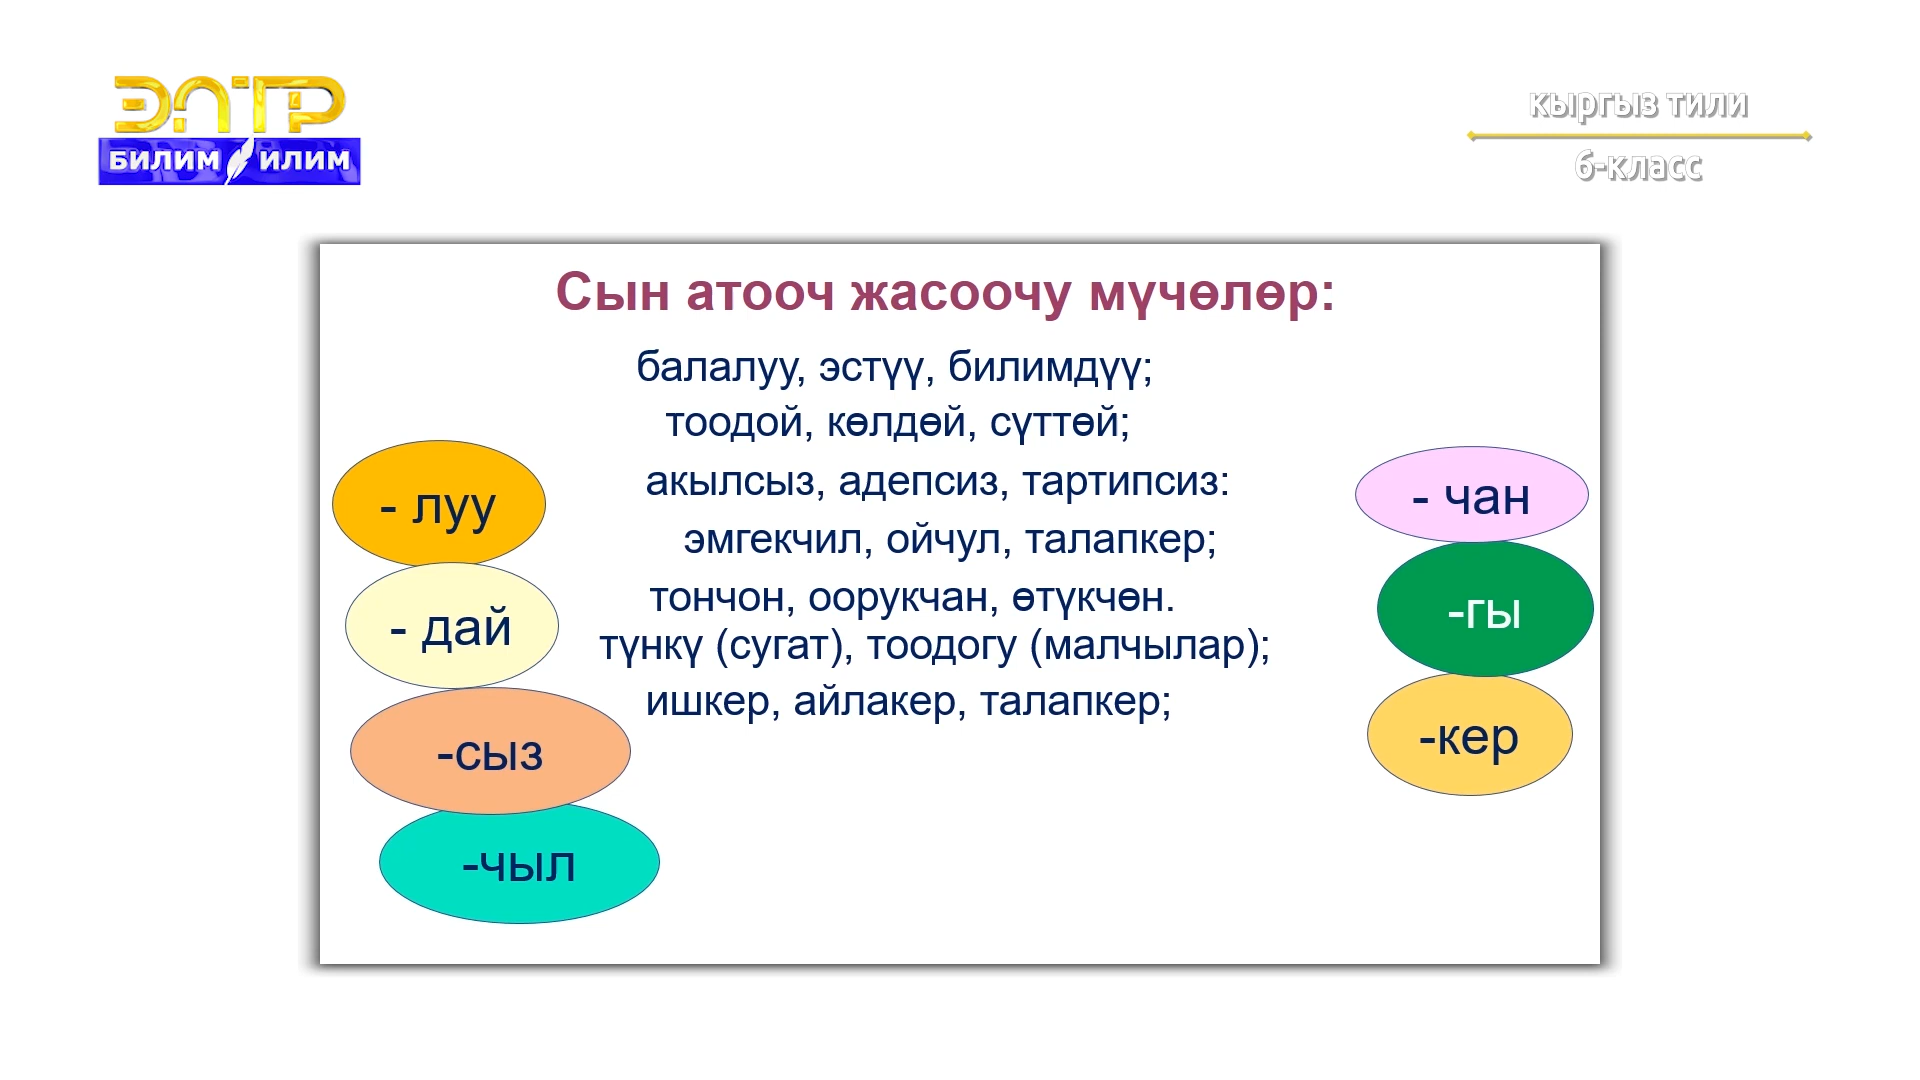 ЭЛТР
БИЛИМ ИЛИМ
кыргыз тили
6-класс
Сын атооч жасоочу мүчөлөр:
балалуу, эстүү, билимдүү;
тоодой, көлдөй, сүттөй;
акылсыз, адепсиз, тартипсиз:
эмгекчил, ойчул, талапкер;
тончон, оорукчан, өтүкчөн.
түнкү (сугат), тоодогу (малчылар);
ишкер, айлакер, талапкер;
- луу
- дай
-сыз
-чыл
- чан
-гы
-кер